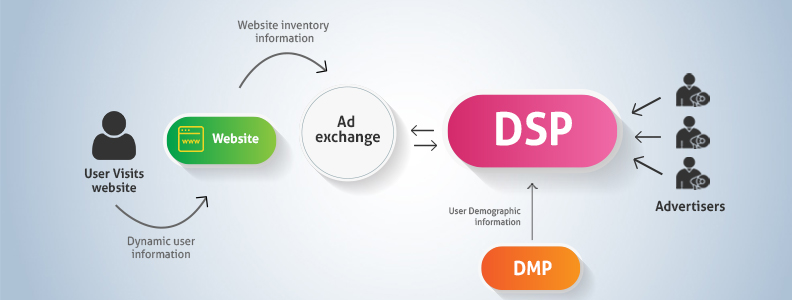 Website inventory
information
User Visits
website
www
Website
Ad
exchange
DSP
Advertisers
Dynamic user
information
User Demographic
information
DMP